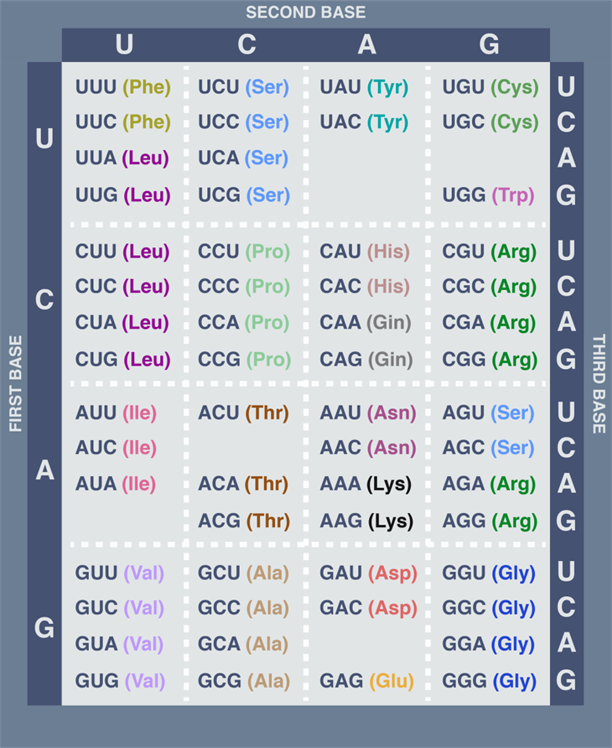 SECOND BASE
U C A G
FIRST BASE
U
UUU (Phe) UCU (Ser) UAU (Tyr) UGU (Cys) U
UUC (Phe) UCC (Ser) UAC (Tyr) UGC (Cys) C
UUA (Leu) UCA (Ser) A
UUG (Leu) UCG (Ser) UGG (Trp) G
C
CUU (Leu) CCU (Pro) CAU (His) CGU (Arg) U
CUC (Leu) CCC (Pro) CAC (His) CGC (Arg) C
CUA (Leu) CCA (Pro) CAA (Gin) CGA (Arg) A
CUG (Leu) CCG (Pro) CAG (Gin) CGG (Arg) G
A
AUU (Ile) ACU (Thr) AAU (Asn) AGU (Ser) U
AUC (Ile) AAC (Asn) AGC (Ser) C
AUA (Ile) ACA (Thr) AAA (Lys) AGA (Arg) A
ACG (Thr) AAG (Lys) AGG (Arg) G
G
GUU (Val) GCU (Ala) GAU (Asp) GGU (Gly) U
GUC (Val) GCC (Ala) GAC (Asp) GGC (Gly) C
GUA (Val) GCA (Ala) GGA (Gly) A
GUG (Val) GCG (Ala) GAG (Glu) GGG (Gly) G
THIRD BASE